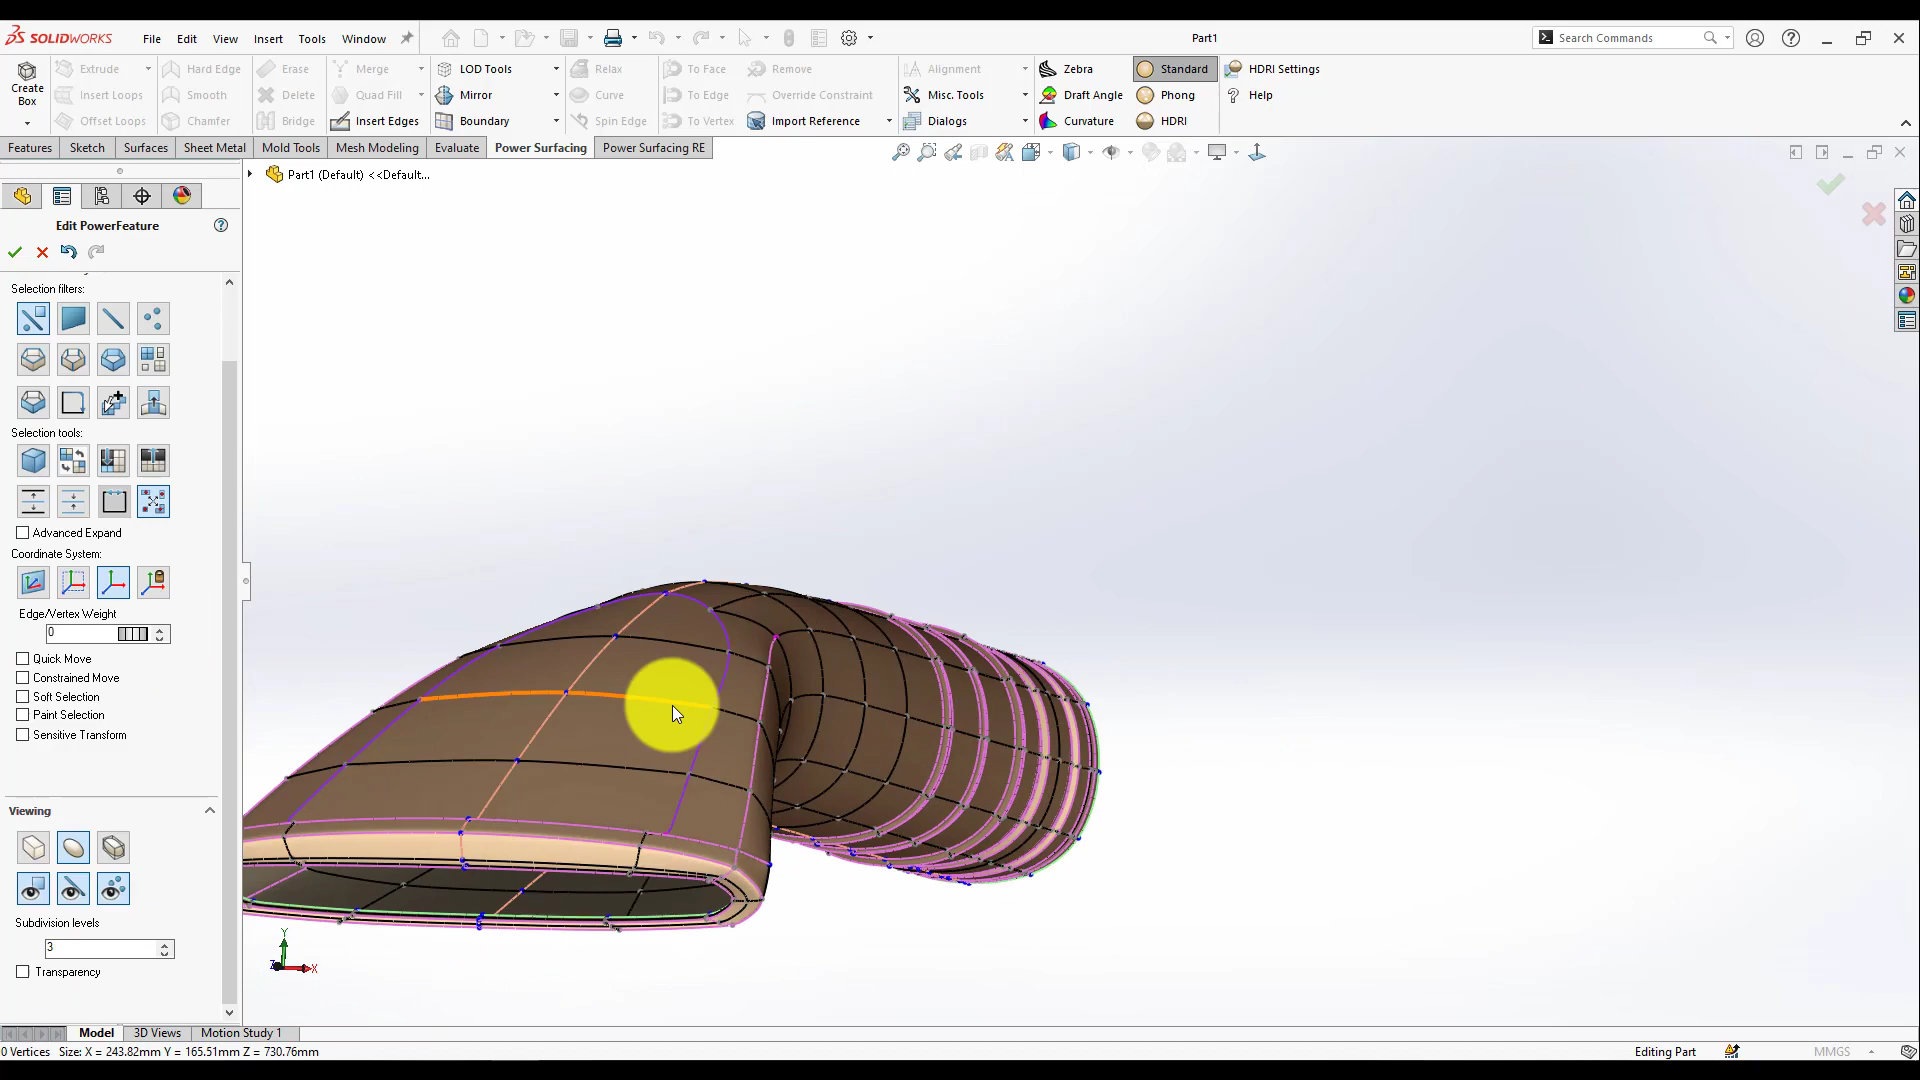 SOLIDWORKS File Edit View Insert Tools Window Part1 Search Commands
Create Box
Extrude Hard Edge Erase Merge LOD Tools Relax To Face Remove Alignment Zebra Standard HDRI Settings
Insert Loops Smooth Delete Quad Fill Mirror Curve To Edge Override Constraint Misc. Tools Draft Angle Phong Help
Offset Loops Chamfer Bridge Insert Edges Boundary Spin Edge To Vertex Import Reference Dialogs Curvature HDRI
Features Sketch Surfaces Sheet Metal Mold Tools Mesh Modeling Evaluate Power Surfacing Power Surfacing RE
Part1 (Default) <<Default...
Edit PowerFeature
Selection filters:
Selection tools:
Advanced Expand
Coordinate System:
Edge/Vertex Weight
0
Quick Move
Constrained Move
Soft Selection
Paint Selection
Sensitive Transform
Viewing
Subdivision levels
3
Transparency
Y
Z X
Model 3D Views Motion Study 1
0 Vertices Size: X = 243.82mm Y = 165.51mm Z = 730.76mm Editing Part MMGS